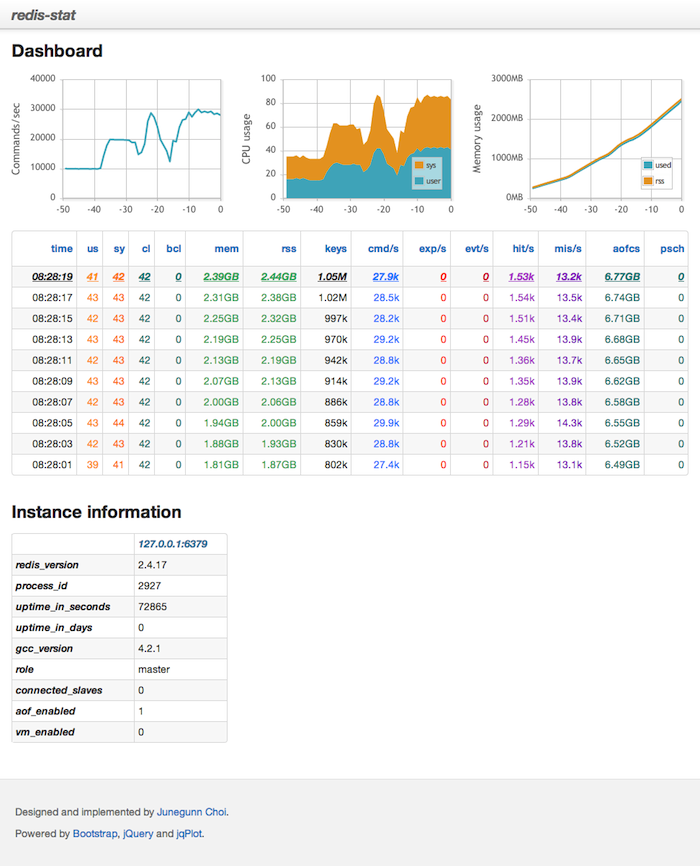 redis-stat
Dashboard
Commands/sec
40000
30000
20000
10000
0
-50 -40 -30 -20 -10 0
CPU usage
100
80
60
40
20
0
sys
user
-50 -40 -30 -20 -10 0
Memory usage
3000MB
2000MB
1000MB
0MB
used
rss
-50 -40 -30 -20 -10 0
time us sy cl bcl mem rss keys cmd/s exp/s evt/s hit/s mis/s aofcs psch
08:28:19 41 42 42 0 2.39GB 2.44GB 1.05M 27.9k 0 0 1.53k 13.2k 6.77GB 0
08:28:17 43 43 42 0 2.31GB 2.38GB 1.02M 28.5k 0 0 1.54k 13.5k 6.74GB 0
08:28:15 42 43 42 0 2.25GB 2.32GB 997k 28.2k 0 0 1.51k 13.4k 6.71GB 0
08:28:13 43 43 42 0 2.19GB 2.25GB 970k 29.2k 0 0 1.45k 13.9k 6.68GB 0
08:28:11 42 43 42 0 2.13GB 2.19GB 942k 28.8k 0 0 1.36k 13.7k 6.65GB 0
08:28:09 43 43 42 0 2.07GB 2.13GB 914k 29.2k 0 0 1.35k 13.9k 6.62GB 0
08:28:07 42 43 42 0 2.00GB 2.06GB 886k 28.8k 0 0 1.28k 13.8k 6.58GB 0
08:28:05 43 44 42 0 1.94GB 2.00GB 859k 29.9k 0 0 1.29k 14.3k 6.55GB 0
08:28:03 42 43 42 0 1.88GB 1.93GB 830k 28.8k 0 0 1.21k 13.8k 6.52GB 0
08:28:01 39 41 42 0 1.81GB 1.87GB 802k 27.4k 0 0 1.15k 13.1k 6.49GB 0
Instance information
127.0.0.1:6379
redis_version 2.4.17
process_id 2927
uptime_in_seconds 72865
uptime_in_days 0
gcc_version 4.2.1
role master
connected_slaves 0
aof_enabled 1
vm_enabled 0
Designed and implemented by Junegunn Choi.
Powered by Bootstrap, jQuery and jqPlot.